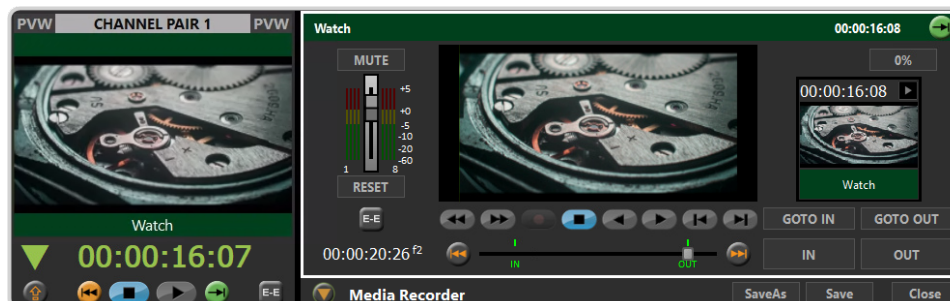 PVW CHANNEL PAIR 1 PVW
Watch
00:00:16:07
E-E
Watch 00:00:16:08
MUTE
+5
+0
-5
-10
-20
-60
1 8
RESET
E-E
00:00:20:26 f2
IN OUT
0%
00:00:16:08
Watch
GOTO IN GOTO OUT
IN OUT
Media Recorder
SaveAs Save Close